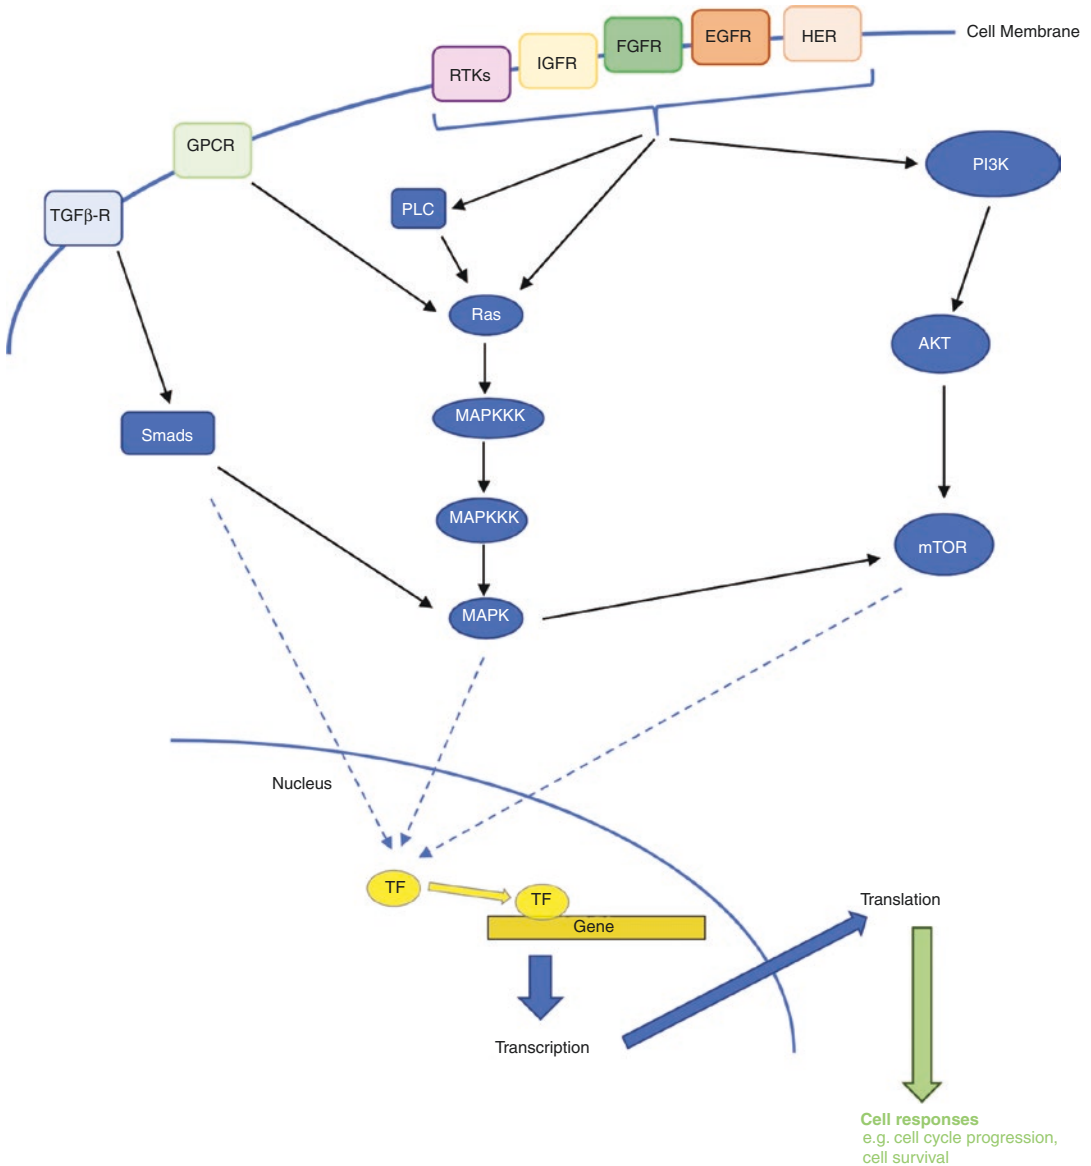 Cell Membrane
HER
EGFR
FGFR
IGFR
RTKs
GPCR
TGFβ-R
PLC
PI3K
Ras
AKT
MAPKKK
Smads
MAPKKK
mTOR
MAPK
Nucleus
TF
TF
Gene
Translation
Transcription
Cell responses
e.g. cell cycle progression,
cell survival